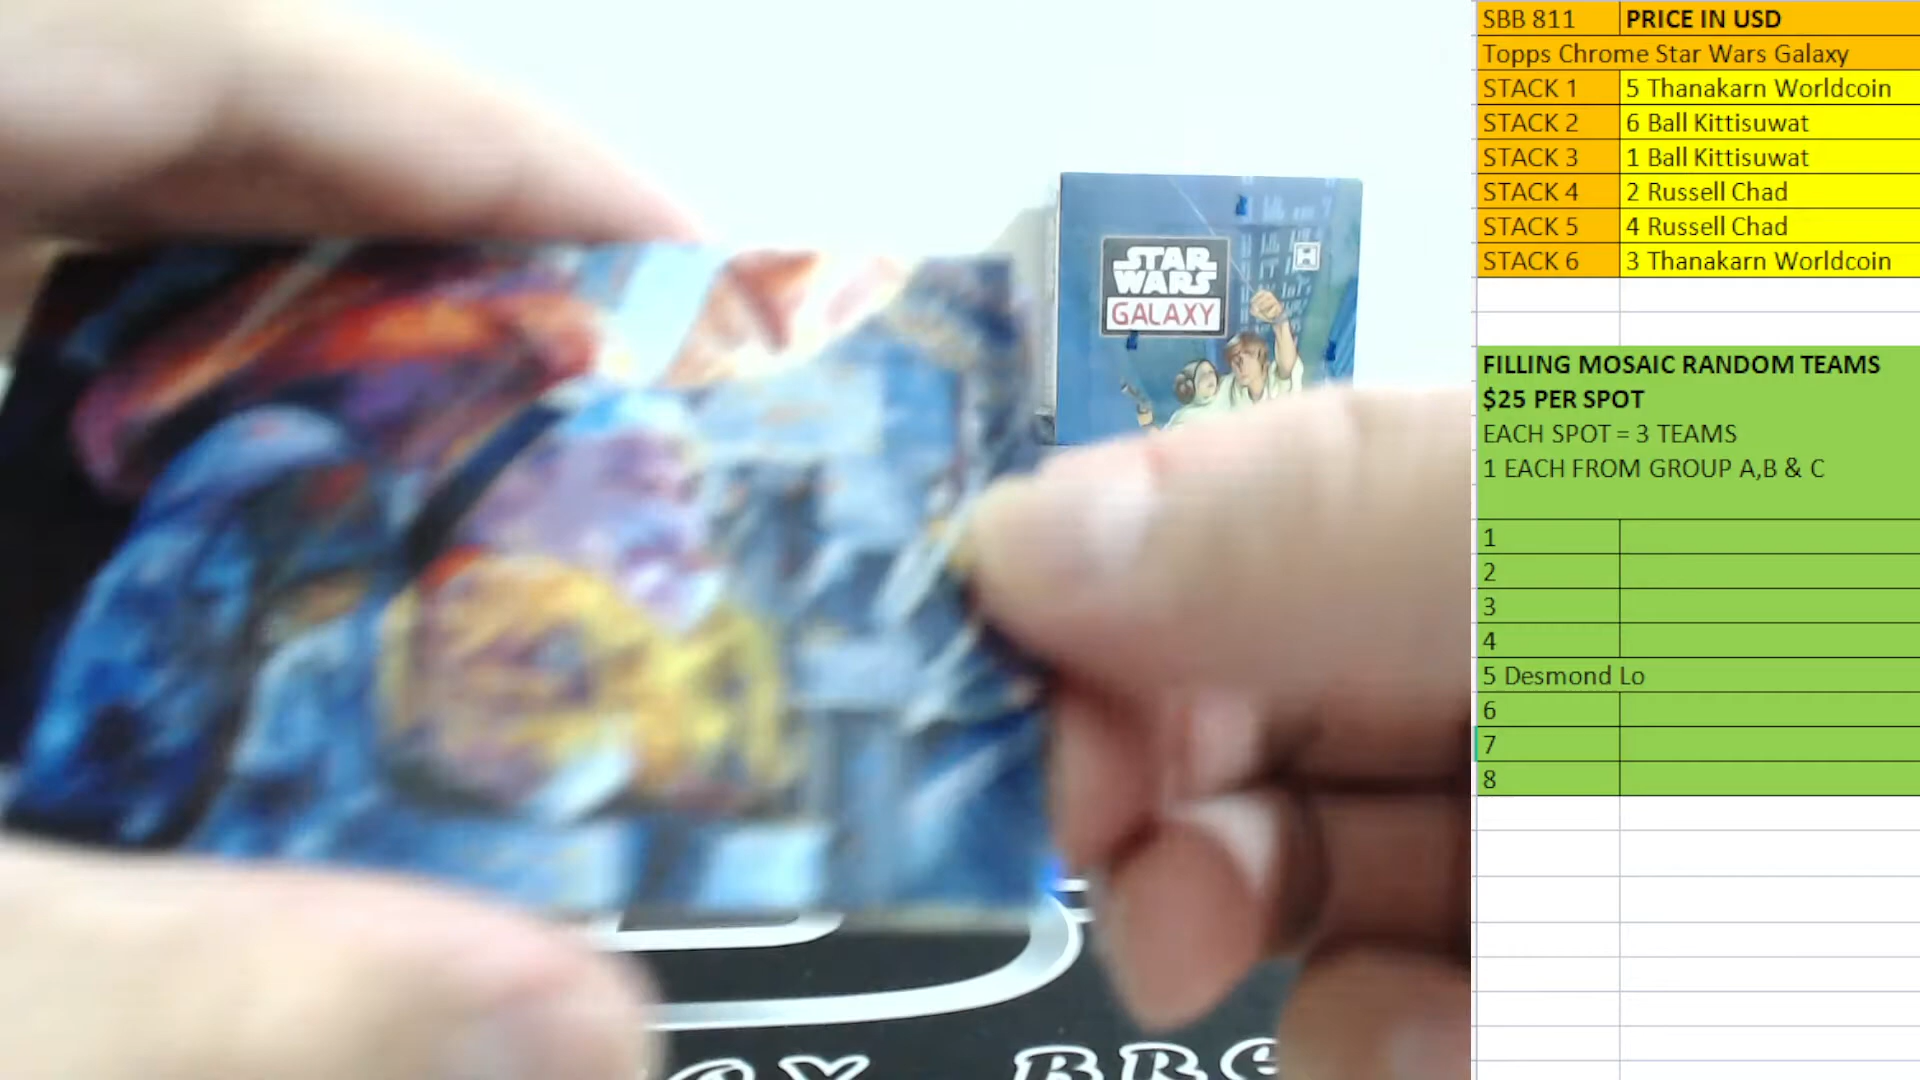 STAR
WARS
GALAXY
H
SBB 811 PRICE IN USD
Topps Chrome Star Wars Galaxy
STACK 1 5 Thanakarn Worldcoin
STACK 2 6 Ball Kittisuwat
STACK 3 1 Ball Kittisuwat
STACK 4 2 Russell Chad
STACK 5 4 Russell Chad
STACK 6 3 Thanakarn Worldcoin
FILLING MOSAIC RANDOM TEAMS
$25 PER SPOT
EACH SPOT = 3 TEAMS
1 EACH FROM GROUP A,B & C
1
2
3
4
5 Desmond Lo
6
7
8